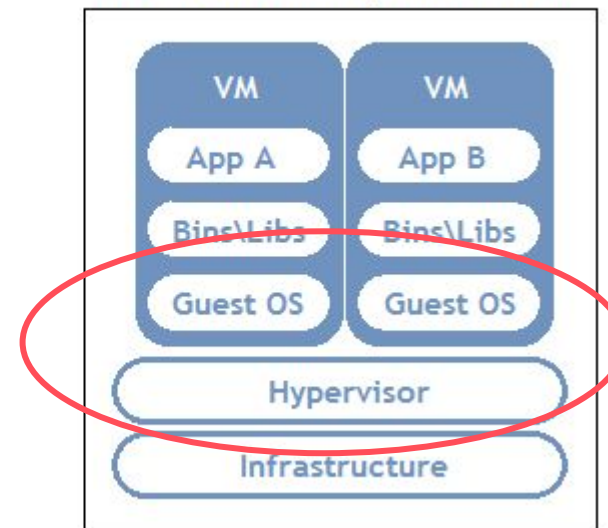 VM VM
App A App B
Bins\Libs Bins\Libs
Guest OS Guest OS
Hypervisor
Infrastructure